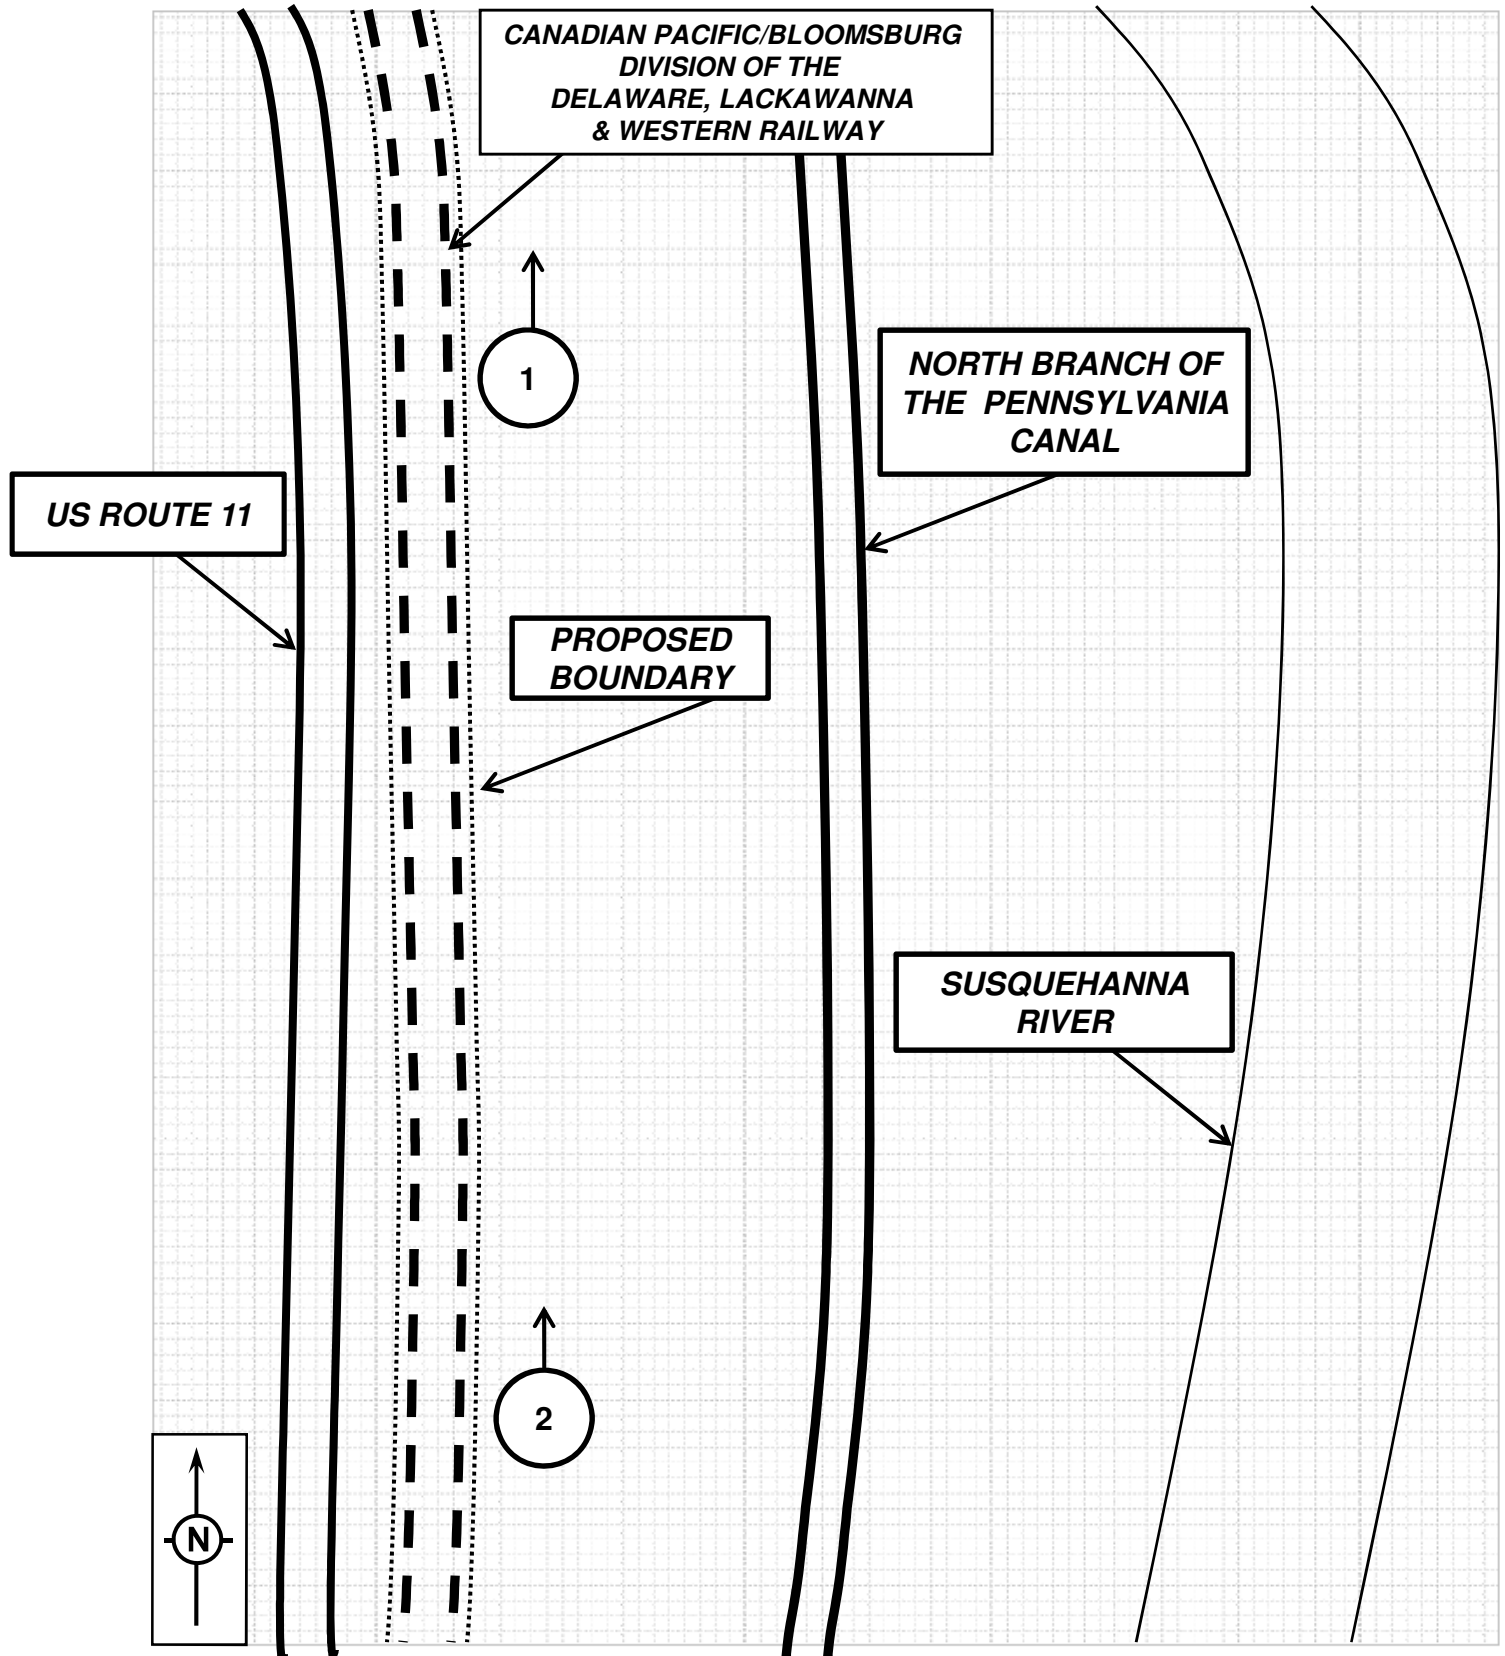 CANADIAN PACIFIC/BLOOMSBURG
DIVISION OF THE
DELAWARE, LACKAWANNA
& WESTERN RAILWAY
1
NORTH BRANCH OF
THE PENNSYLVANIA
CANAL
US ROUTE 11
PROPOSED
BOUNDARY
SUSQUEHANNA
RIVER
2
N